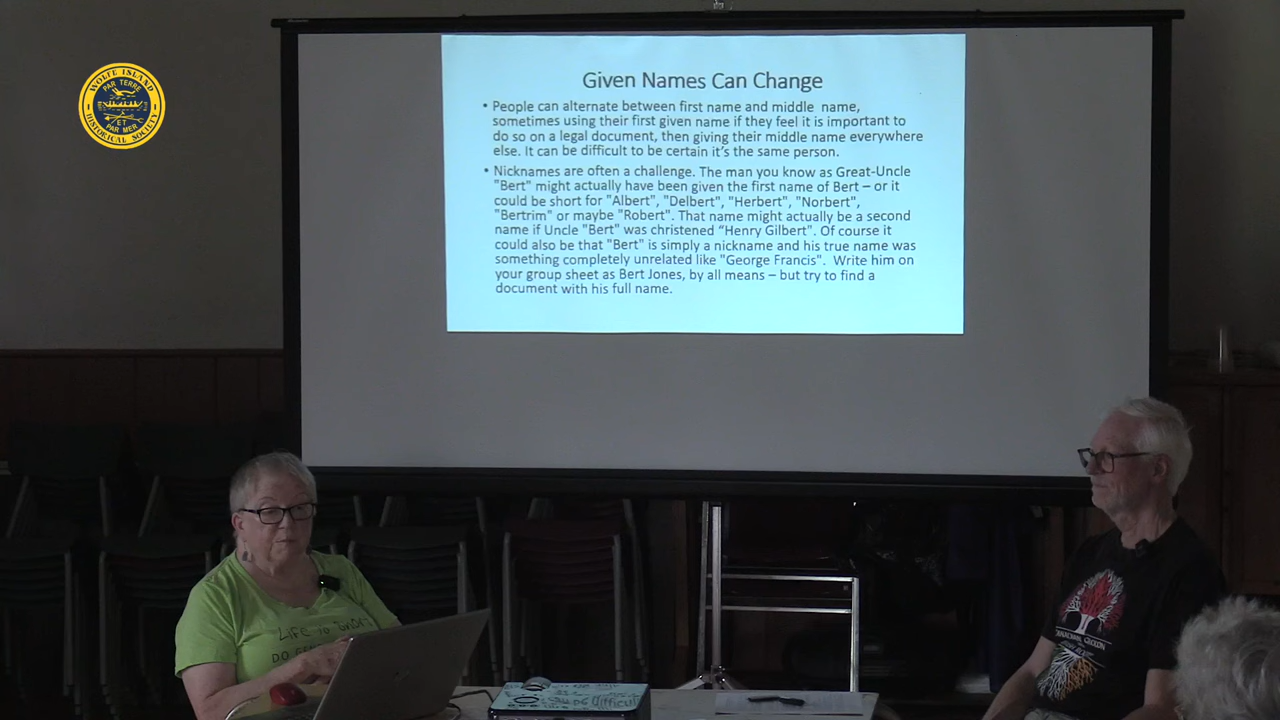 WOLFE ISLAND
PAR TERRE
ET
PAR MER
HISTORICAL SOCIETY
Given Names Can Change
• People can alternate between first name and middle name,
sometimes using their first given name if they feel it is important to
do so on a legal document, then giving their middle name everywhere
else. It can be difficult to be certain it's the same person.
• Nicknames are often a challenge. The man you know as Great-Uncle
"Bert" might actually have been given the first name of Bert – or it
could be short for "Albert", "Delbert", "Herbert", "Norbert",
"Bertrim" or maybe "Robert". That name might actually be a second
name if Uncle "Bert" was christened “Henry Gilbert". Of course it
could also be that "Bert" is simply a nickname and his true name was
something completely unrelated like "George Francis". Write him on
your group sheet as Bert Jones, by all means – but try to find a
document with his full name.
LIFE IS SHORT
DO
difficult